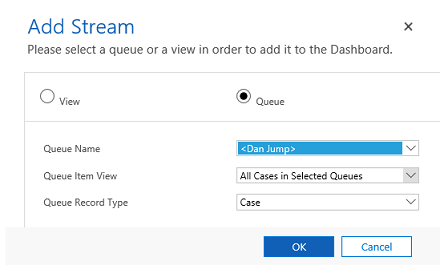 Add Stream
Please select a queue or a view in order to add it to the Dashboard.
View
Queue
Queue Name
<Dan Jump>
Queue Item View
All Cases in Selected Queues
Queue Record Type
Case
OK
Cancel